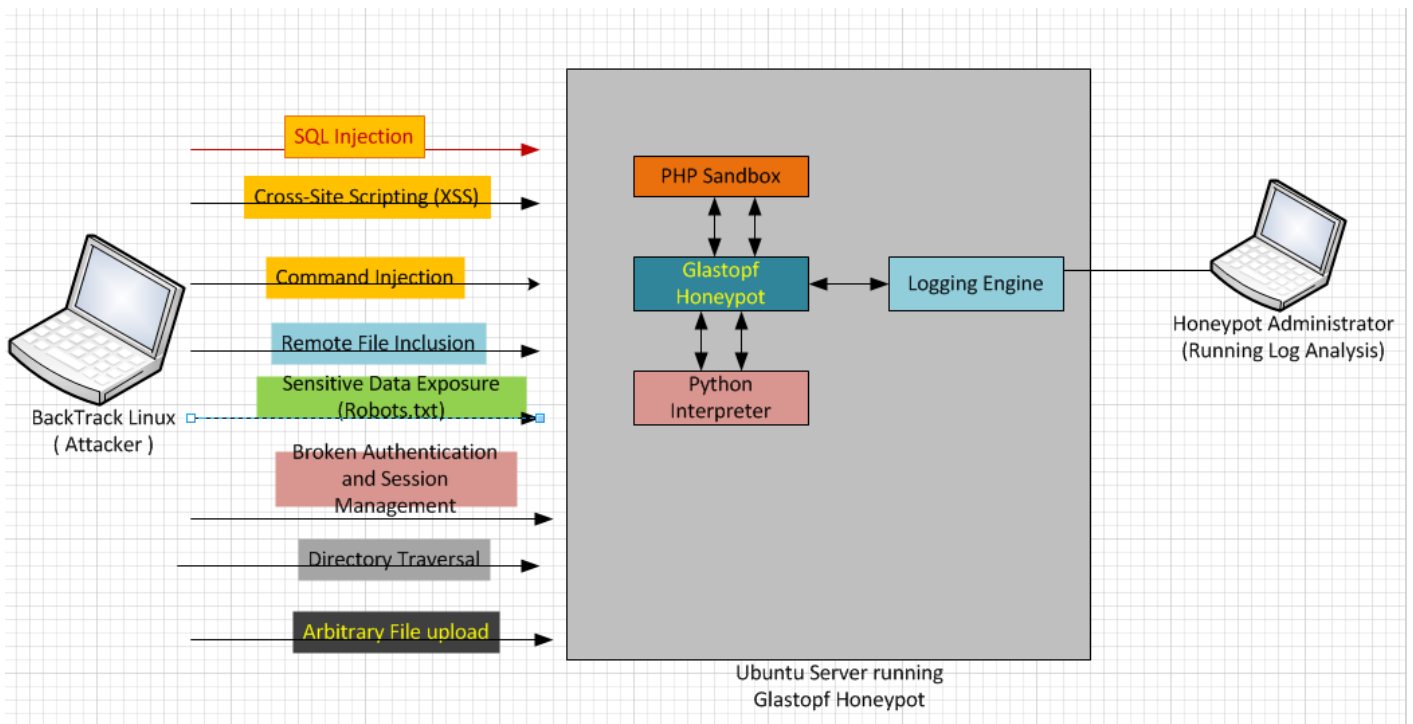 SQL Injection
Cross-Site Scripting (XSS)
Command Injection
Remote File Inclusion
Sensitive Data Exposure
(Robots.txt)
Broken Authentication
and Session
Management
Directory Traversal
Arbitrary File upload
BackTrack Linux
( Attacker )
PHP Sandbox
Glastopf
Honeypot
Logging Engine
Python
Interpreter
Honeypot Administrator
(Running Log Analysis)
Ubuntu Server running
Glastopf Honeypot